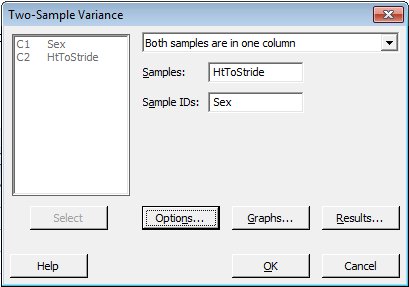 Two-Sample Variance
C1 Sex
C2 HtToStride
Both samples are in one column
Samples: HtToStride
Sample IDs: Sex
Select
Options...
Graphs...
Results...
Help
OK
Cancel